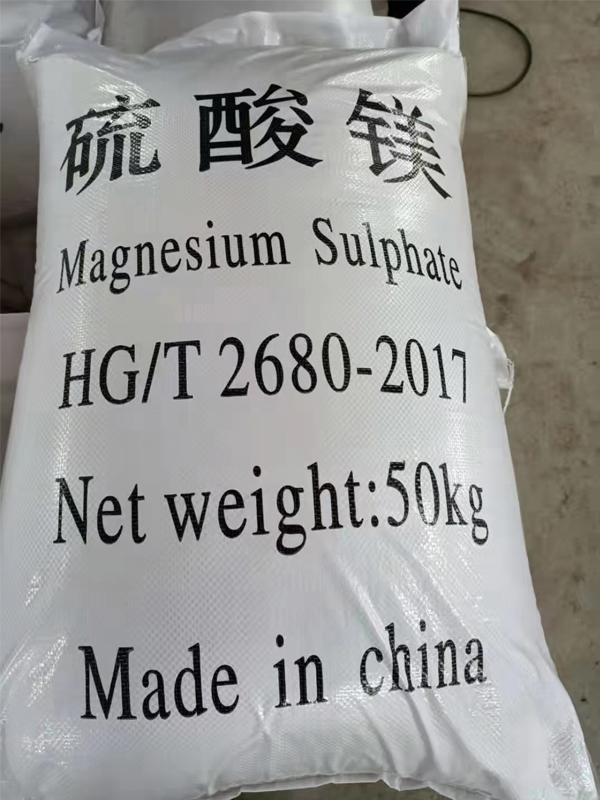 硫酸镁
Magnesium Sulphate
HG/T 2680-2017
Net weight:50kg
Made in china